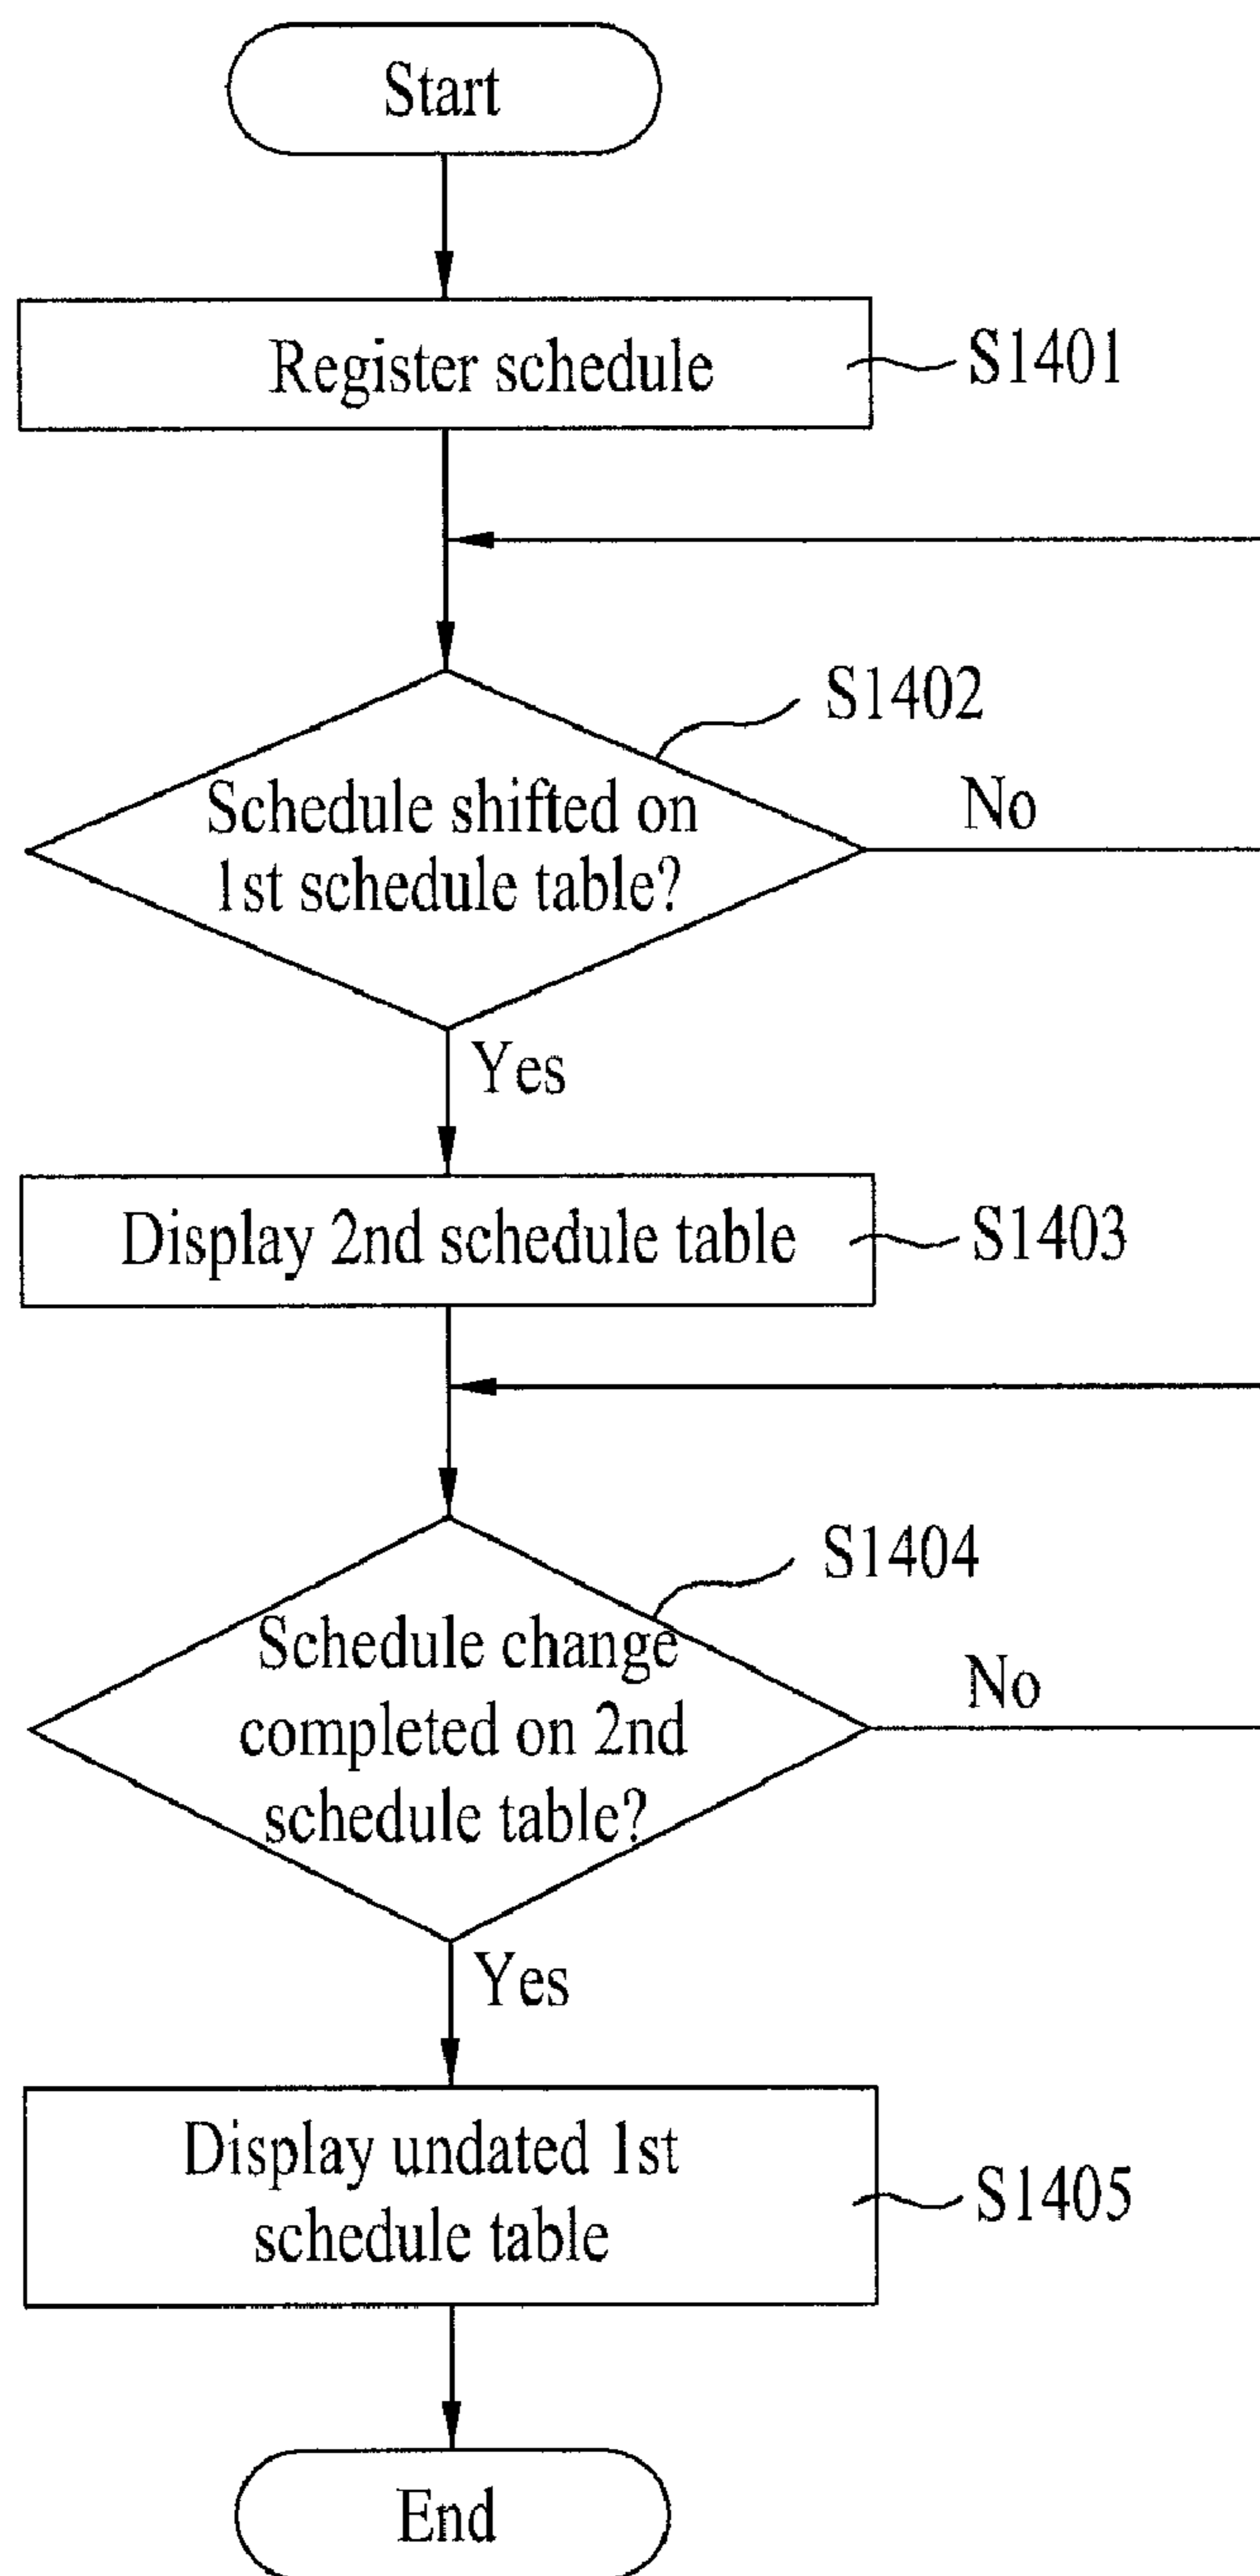 Start
Register schedule
S1401
S1402
Schedule shifted on
1st schedule table?
No
Yes
Display 2nd schedule table
S1403
S1404
Schedule change
completed on 2nd
schedule table?
No
Yes
Display undated 1st
schedule table
S1405
End